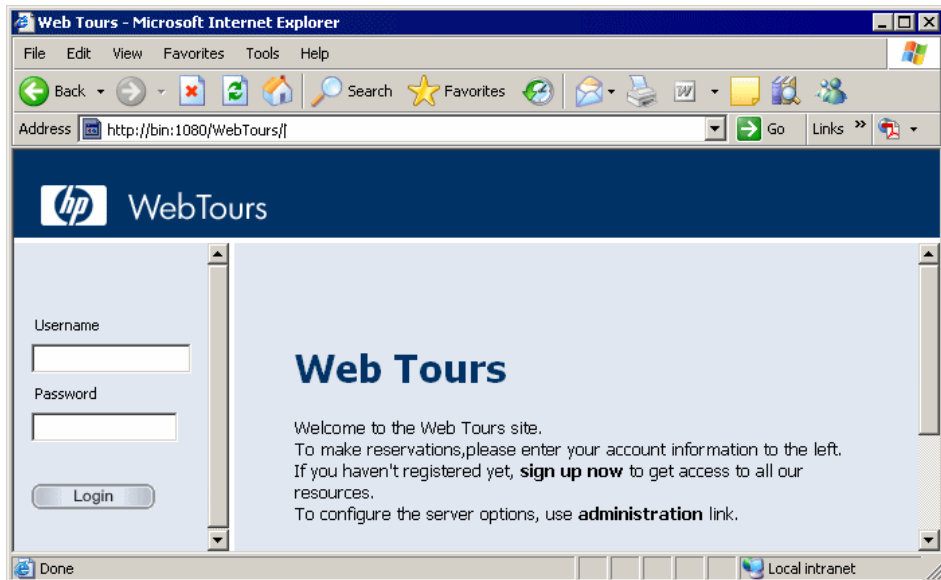 Web Tours - Microsoft Internet Explorer
File Edit View Favorites Tools Help
Back Search Favorites W
Address http://bin:1080/WebTours/ Go Links »
hp WebTours
Username
Password
Login
Web Tours
Welcome to the Web Tours site.
To make reservations,please enter your account information to the left.
If you haven't registered yet, sign up now to get access to all our
resources.
To configure the server options, use administration link.
Done Local intranet